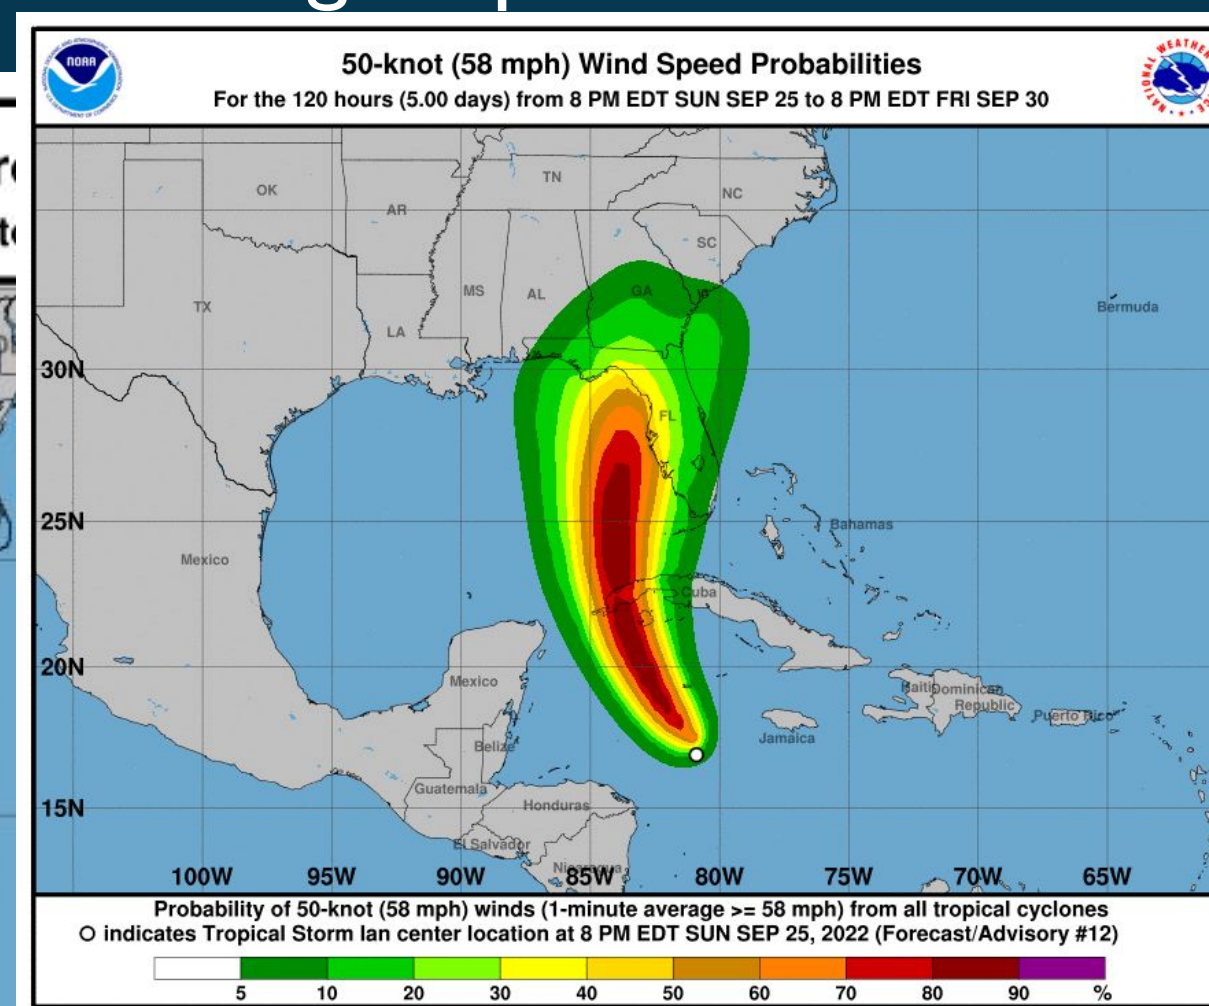 NOAA
50-knot (58 mph) Wind Speed Probabilities
For the 120 hours (5.00 days) from 8 PM EDT SUN SEP 25 to 8 PM EDT FRI SEP 30
TN
OK
NC
AR
SC
MS
AL
GA
TX
LA
Bermuda
30N
FL
25N
Bahamas
Mexico
Cuba
20N
Mexico
Haiti
Dominican
Republic
Puerto Rico
Jamaica
Belize
Guatemala
Honduras
15N
El Salvador
Nicaragua
100W 95W 90W 85W 80W 75W 70W 65W
Probability of 50-knot (58 mph) winds (1-minute average >= 58 mph) from all tropical cyclones
O indicates Tropical Storm Ian center location at 8 PM EDT SUN SEP 25, 2022 (Forecast/Advisory #12)
5 10 20 30 40 50 60 70 80 90 %